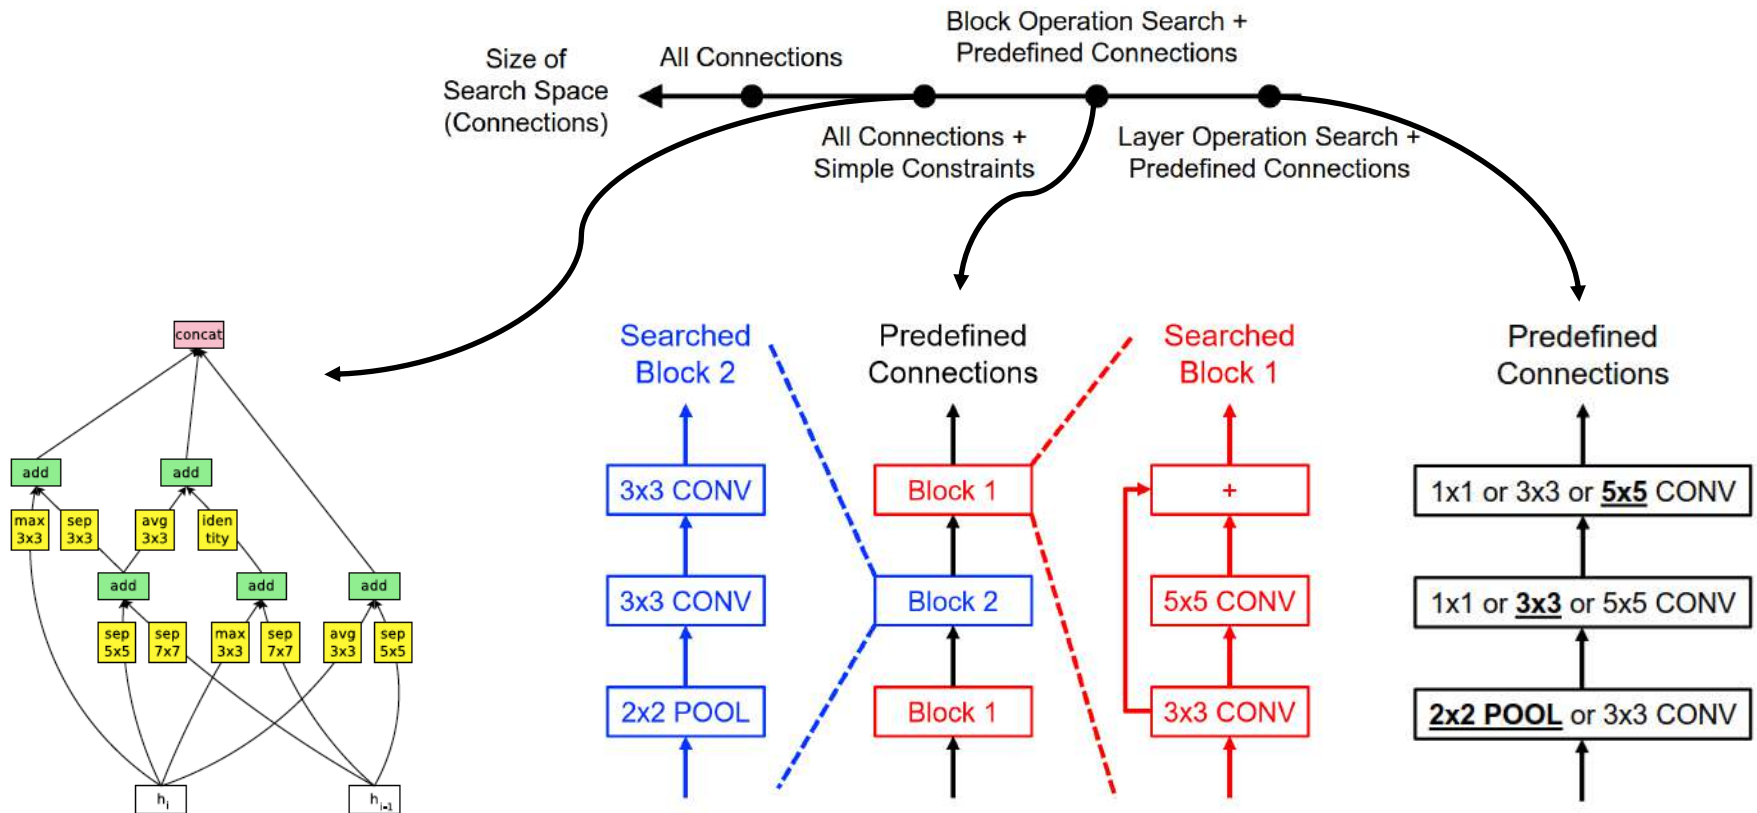 Block Operation Search +
Predefined Connections
Size of
Search Space
(Connections)
All Connections
All Connections +
Simple Constraints
Layer Operation Search +
Predefined Connections
concat
add
add
max
3x3
sep
3x3
avg
3x3
iden
tity
add
add
add
sep
5x5
sep
7x7
max
3x3
sep
7x7
avg
3x3
sep
5x5
hi
hi-1
Searched
Block 2
3x3 CONV
3x3 CONV
2x2 POOL
Predefined
Connections
Block 1
Block 2
Block 1
Searched
Block 1
+
5x5 CONV
3x3 CONV
Predefined
Connections
1x1 or 3x3 or 5x5 CONV
1x1 or 3x3 or 5x5 CONV
2x2 POOL or 3x3 CONV